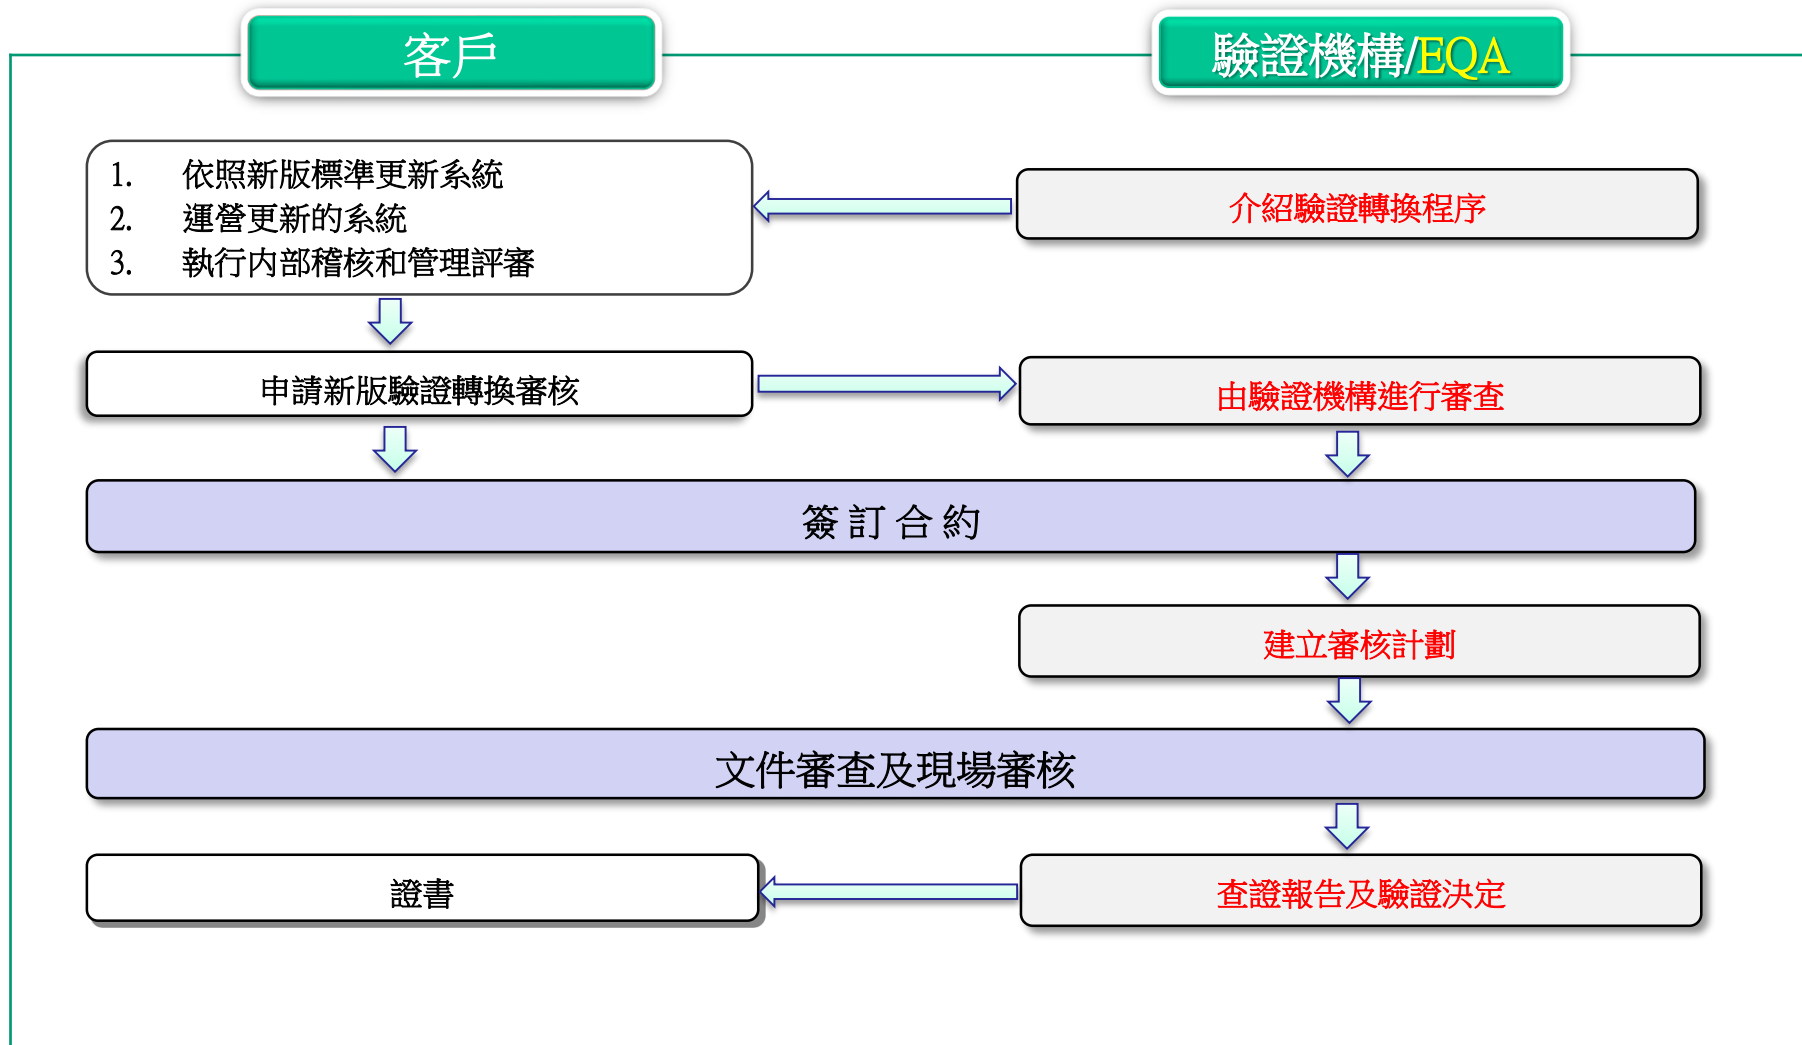 客戶
驗證機構/EQA
1. 依照新版標準更新系統
2. 運營更新的系統
3. 執行內部稽核和管理評審
介紹驗證轉換程序
申請新版驗證轉換審核
由驗證機構進行審查
簽訂合約
建立審核計劃
文件審查及現場審核
證書
查證報告及驗證決定